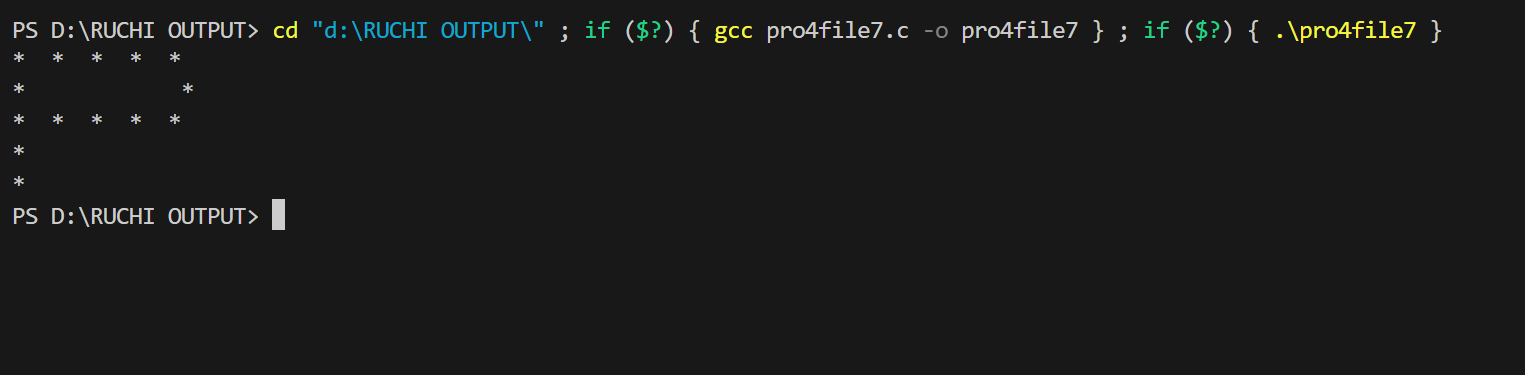 PS D:\RUCHI OUTPUT> cd "d:\RUCHI OUTPUT\" ; if ($?) { gcc pro4file7.c -o pro4file7 } ; if ($?) { .\pro4file7 }
*  *  *  *  *
*            *
*  *  *  *  *
*
*
PS D:\RUCHI OUTPUT>